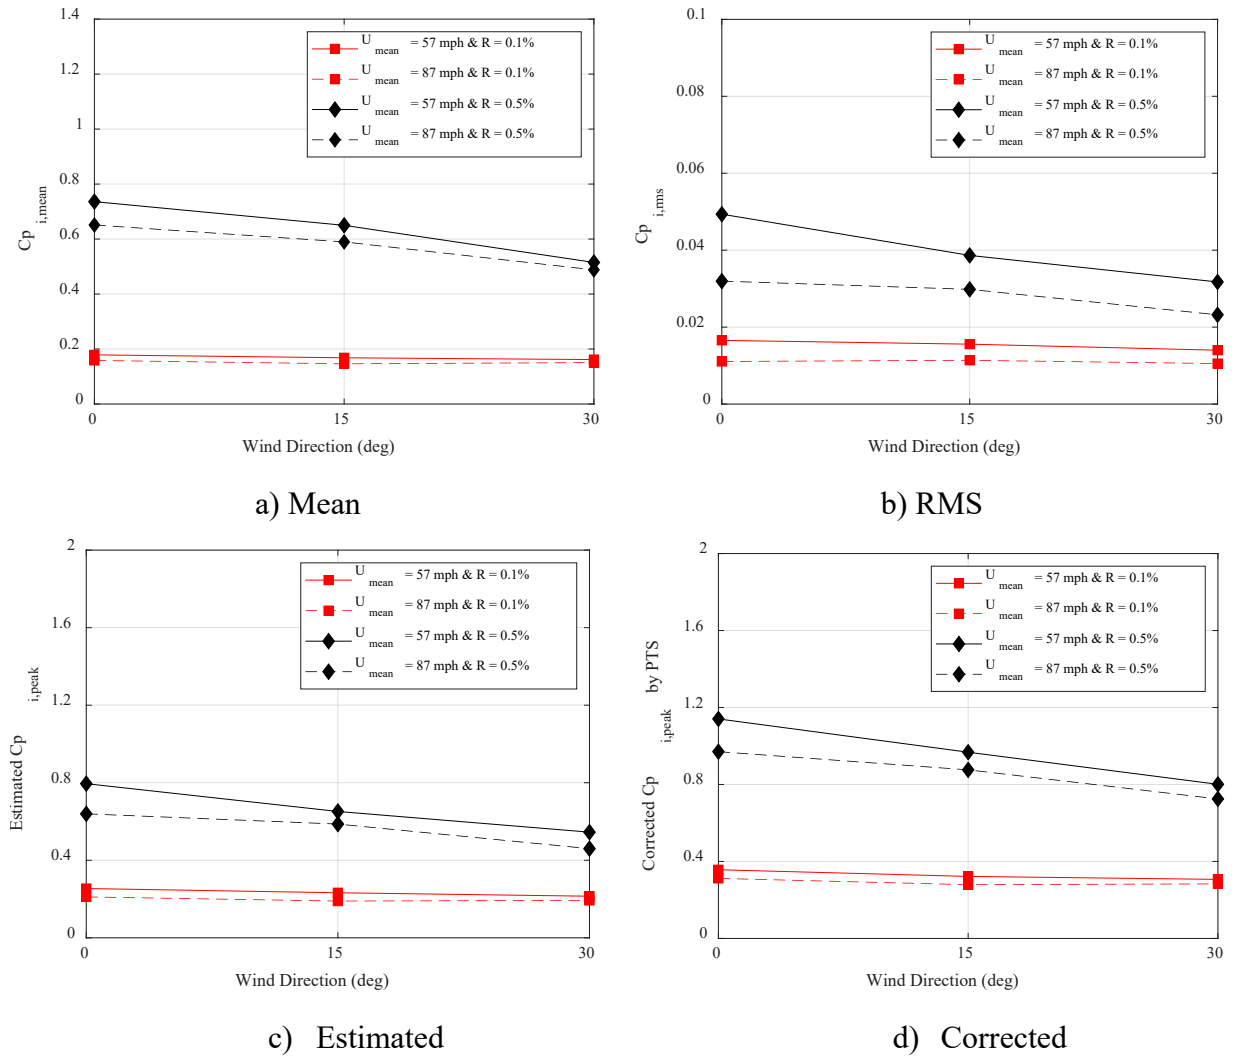 1.4
1.2
1
0.8
0.6
0.4
0.2
0
Cp i,mean
U mean = 57 mph & R = 0.1%
U mean = 87 mph & R = 0.1%
U mean = 57 mph & R = 0.5%
U mean = 87 mph & R = 0.5%
0 15 30
Wind Direction (deg)
a) Mean
0.1
0.08
0.06
0.04
0.02
0
Cp i,rms
U mean = 57 mph & R = 0.1%
U mean = 87 mph & R = 0.1%
U mean = 57 mph & R = 0.5%
U mean = 87 mph & R = 0.5%
0 15 30
Wind Direction (deg)
b) RMS
2
1.6
1.2
0.8
0.4
0
Estimated Cp i,peak
U mean = 57 mph & R = 0.1%
U mean = 87 mph & R = 0.1%
U mean = 57 mph & R = 0.5%
U mean = 87 mph & R = 0.5%
0 15 30
Wind Direction (deg)
c) Estimated
2
1.6
1.2
0.8
0.4
0
Corrected Cp i,peak by PTS
U mean = 57 mph & R = 0.1%
U mean = 87 mph & R = 0.1%
U mean = 57 mph & R = 0.5%
U mean = 87 mph & R = 0.5%
0 15 30
Wind Direction (deg)
d) Corrected